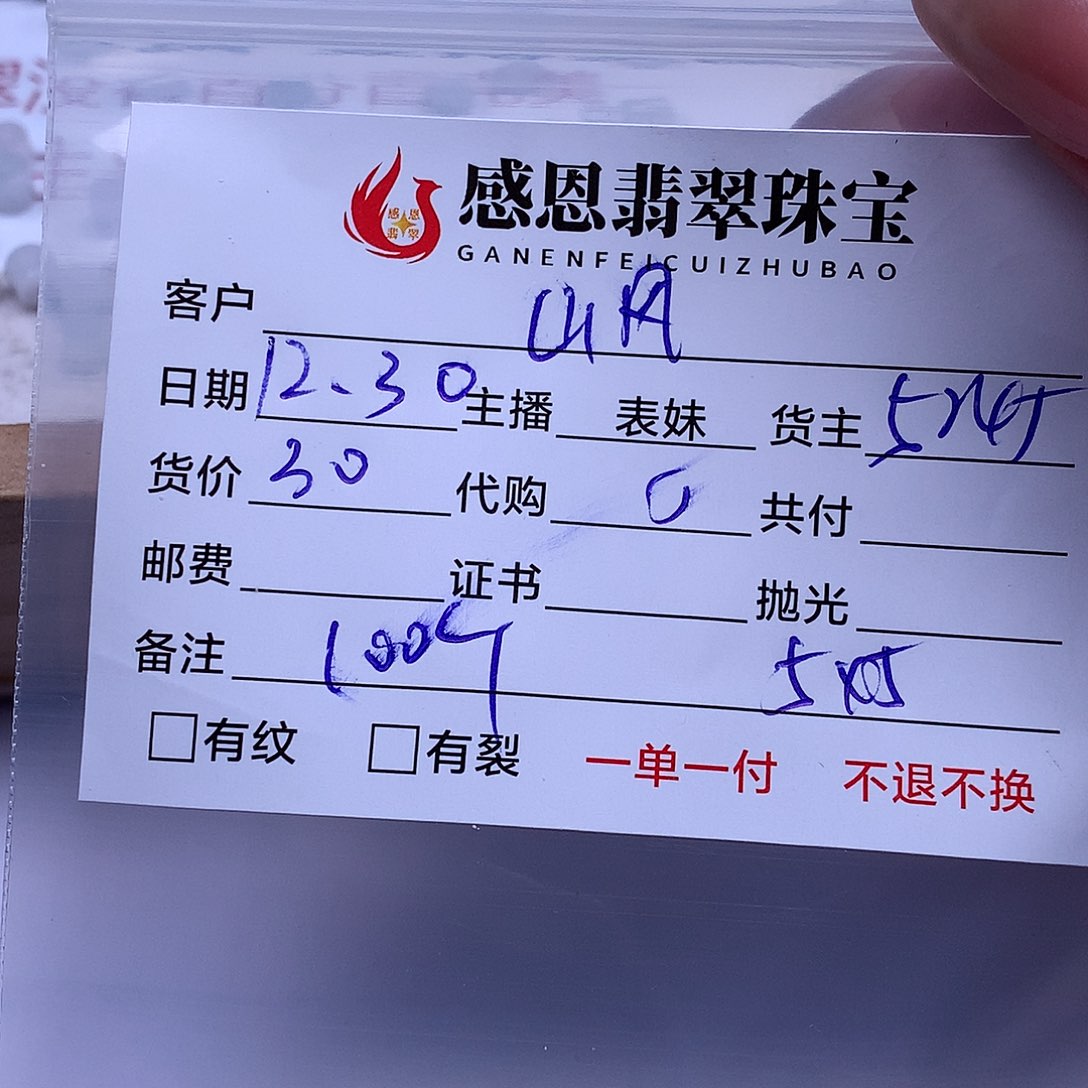 感恩翡翠珠宝
GANENFEICUIZHUBAO
客户
日期 12.30 主播 表妹 货主
货价 30 代购 0 共付
邮费 证书 抛光
备注
有纹 有裂 一单一付 不退不换